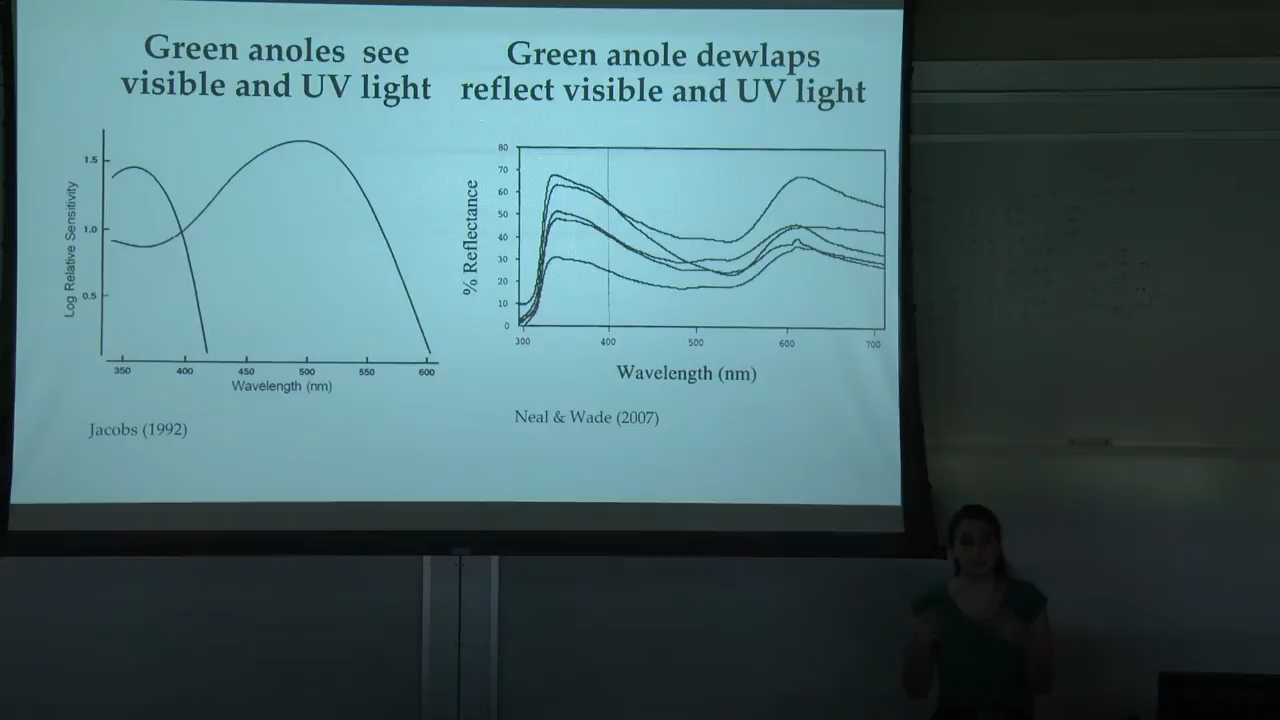 Green anoles see
visible and UV light
Green anole dewlaps
reflect visible and UV light
Log Relative Sensitivity
1.5
1.0
0.5
350 400 450 500 550 600
Wavelength (nm)
Jacobs (1992)
% Reflectance
80
70
60
50
40
30
20
10
0
300 400 500 600 700
Wavelength (nm)
Neal & Wade (2007)